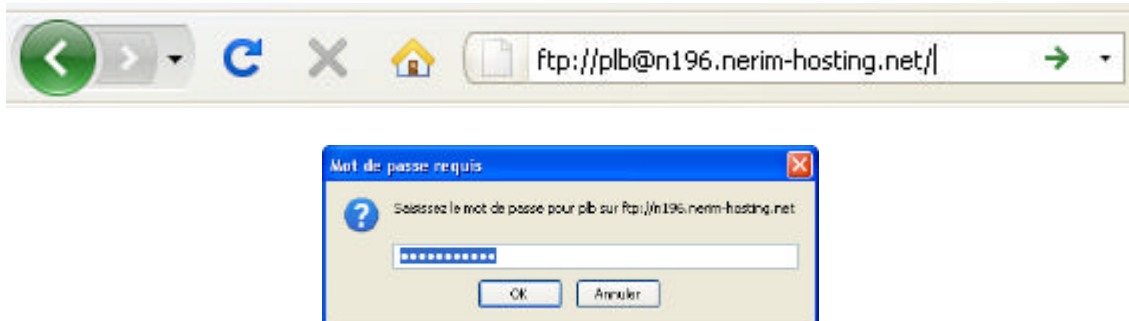 ftp://plb@n196.nerim-hosting.net/
Mot de passe requis
Saisissez le mot de passe pour plb sur ftp://n196.nerim-hosting.net
•••••••••••
OK
Annuler